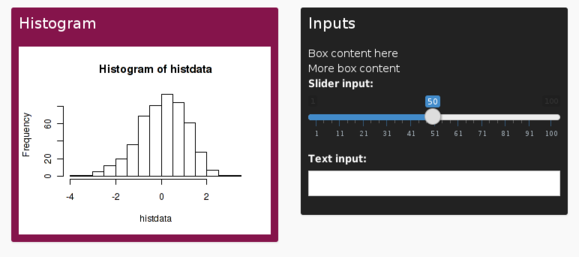 Histogram
Histogram of histdata
Frequency
60
20
0
-4
-2
0
2
histdata
Inputs
Box content here
More box content
Slider input:
1
50
100
1 11 21 31 41 51 61 71 81 91 100
Text input: